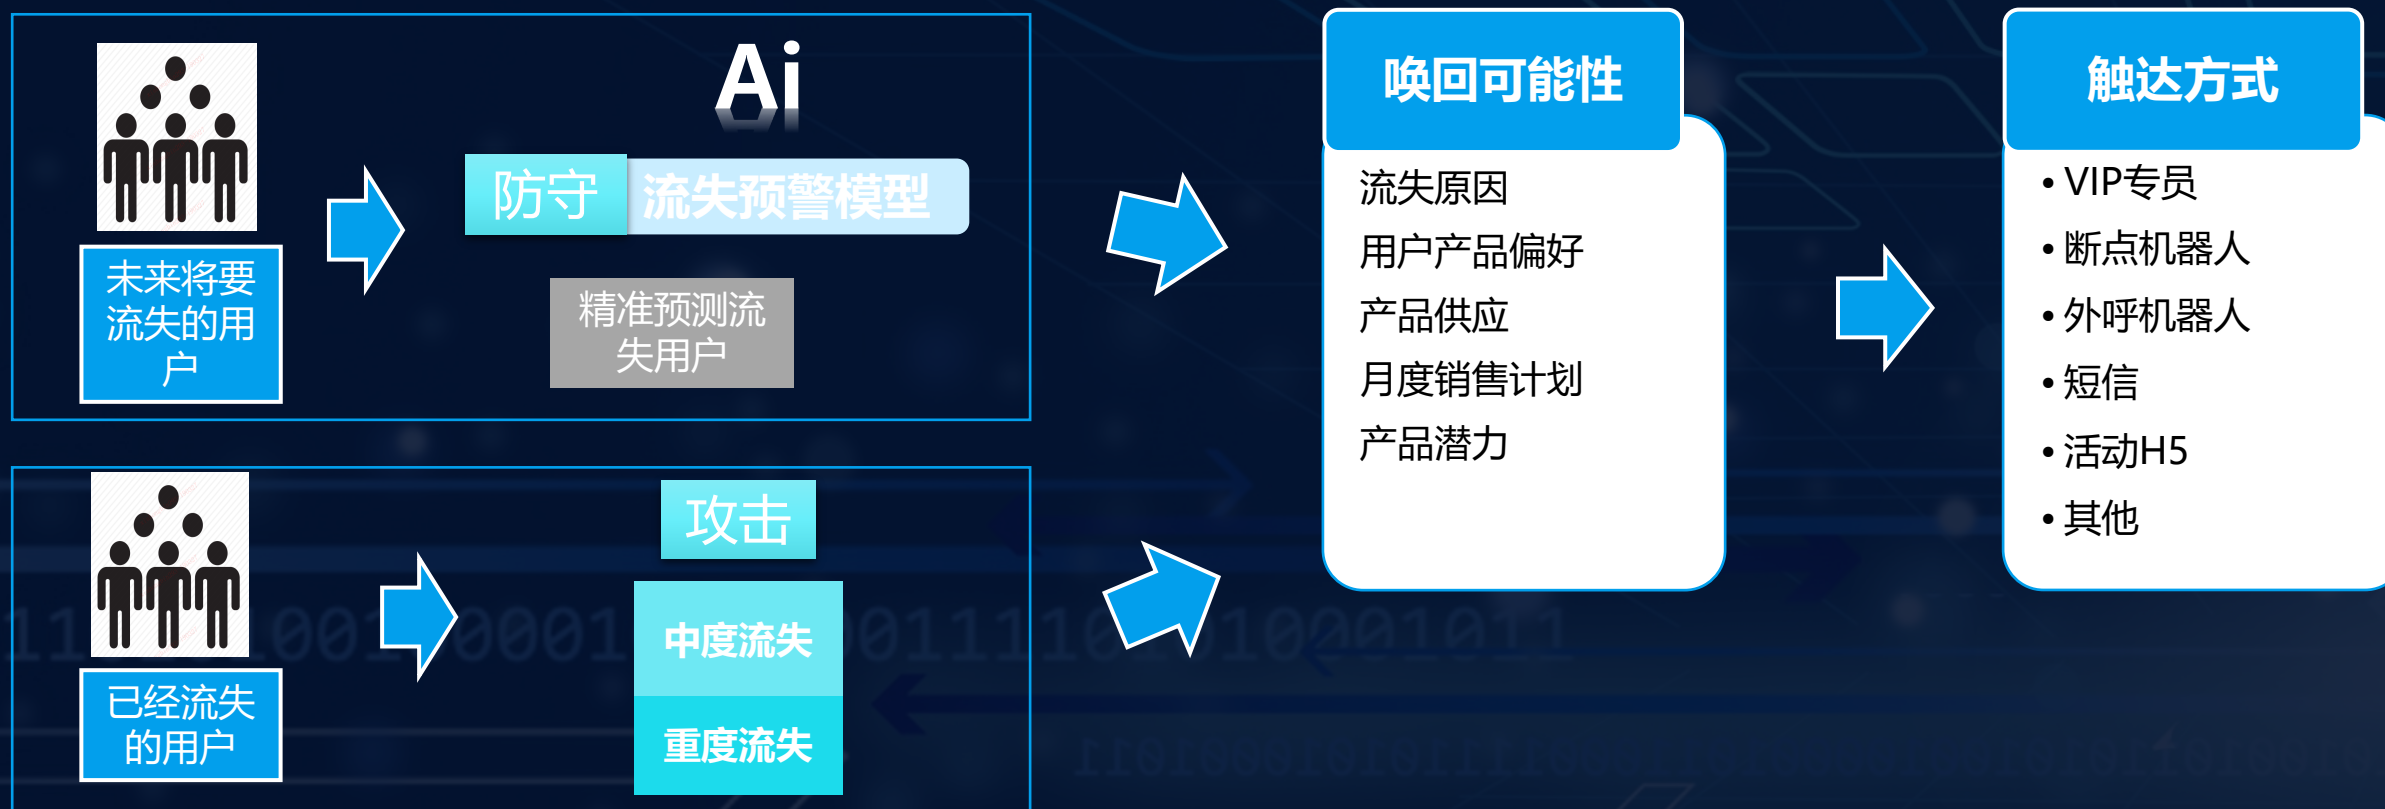 Ai
防守
流失预警模型
未来将要
流失的用
户
精准预测流
失用户
攻击
中度流失
重度流失
已经流失
的用户
唤回可能性
流失原因
用户产品偏好
产品供应
月度销售计划
产品潜力
触达方式
• VIP专员
• 断点机器人
• 外呼机器人
• 短信
• 活动H5
• 其他